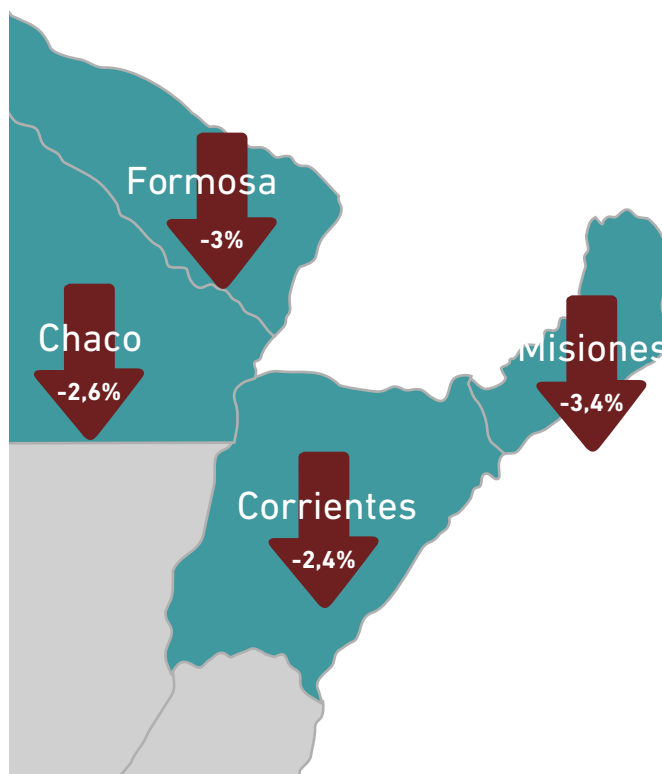 Formosa
-3%
Chaco
-2,6%
Misiones
-3,4%
Corrientes
-2,4%